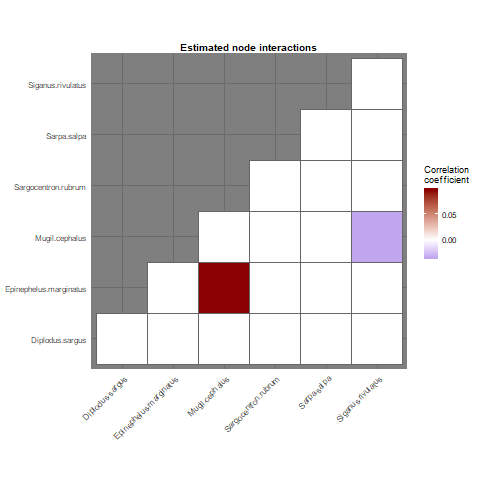 Estimated node interactions
Siganus.rivulatus
Sarpa.salpa
Sargocentron.rubrum
Mugil.cephalus
Epinephelus.marginatus
Diplodus.sargus
Diplodus.sargus
Epinephelus.marginatus
Mugil.cephalus
Sargocentron.rubrum
Sarpa.salpa
Siganus.rivulatus
Correlation
coefficient
0.05
0.00